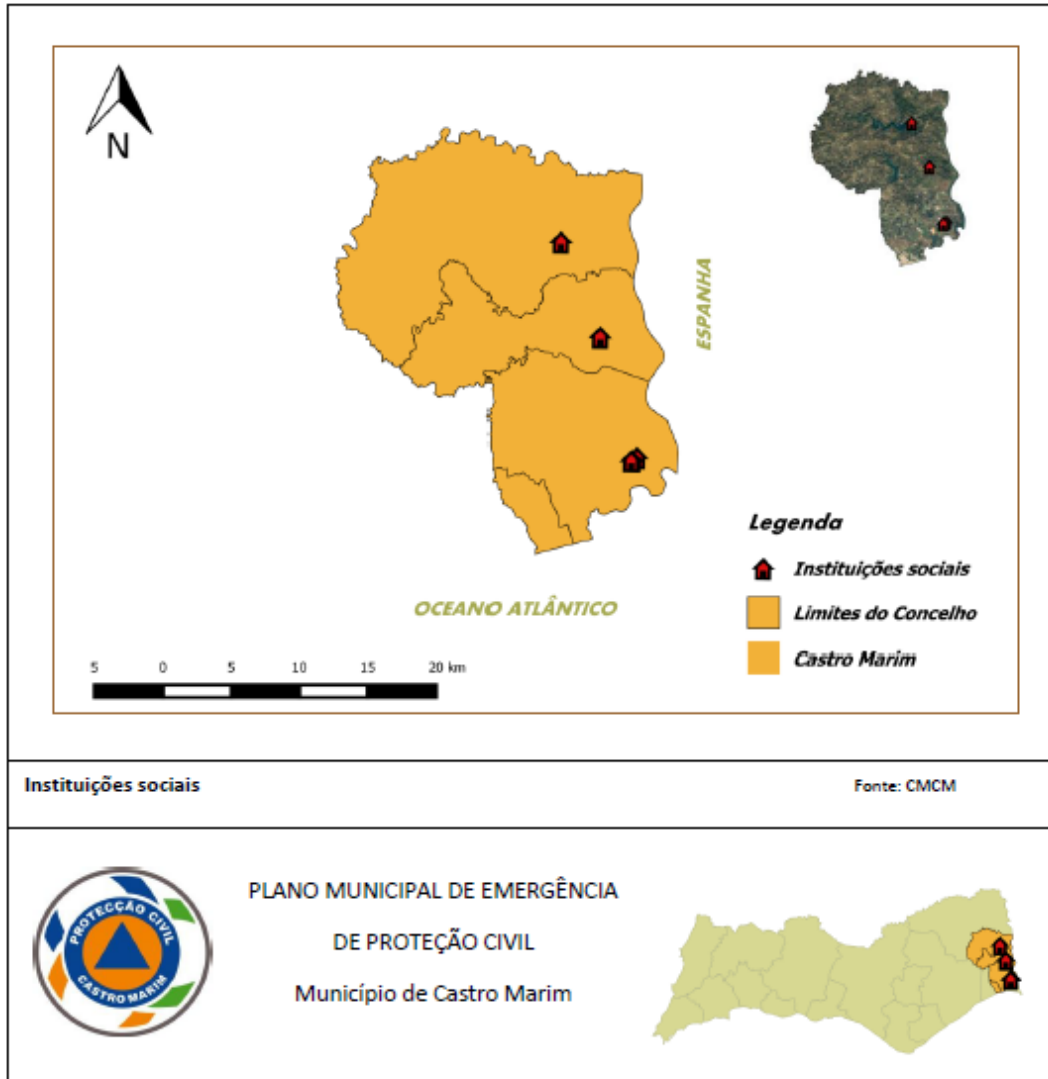 N
ESPANHA
OCEANO ATLÂNTICO
Legenda
Instituições sociais
Limites do Concelho
Castro Marim
5 0 5 10 15 20 km
Instituições sociais
Fonte: CMCM
PROTECÇÃO CIVIL
CASTRO MARIM
PLANO MUNICIPAL DE EMERGÊNCIA
DE PROTEÇÃO CIVIL
Município de Castro Marim